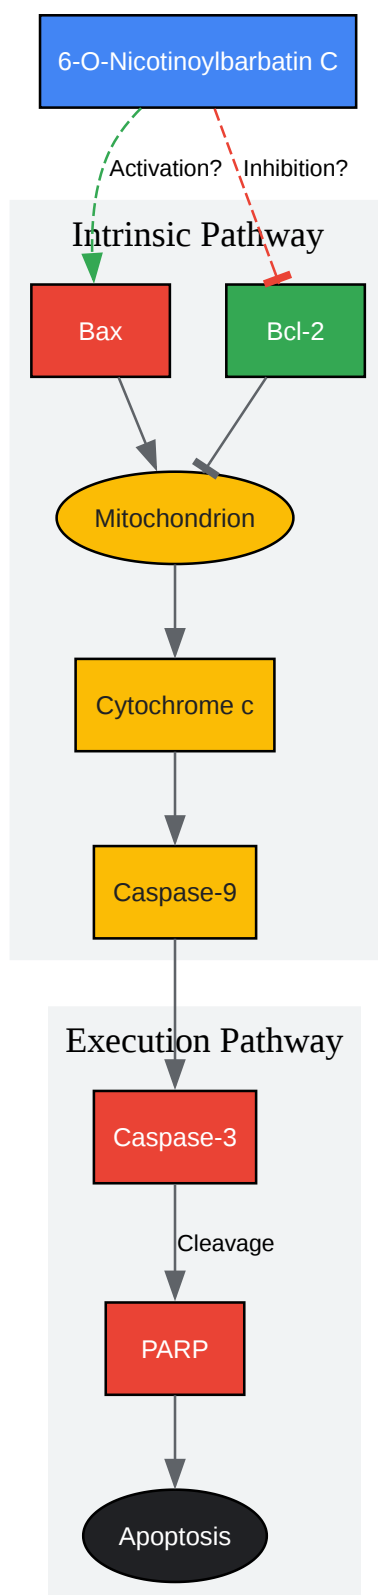 6-O-Nicotinoylbarbatin C
Activation?
Inhibition?
Intrinsic Pathway
Bax
Bcl-2
Mitochondrion
Cytochrome c
Caspase-9
Execution Pathway
Caspase-3
Cleavage
PARP
Apoptosis